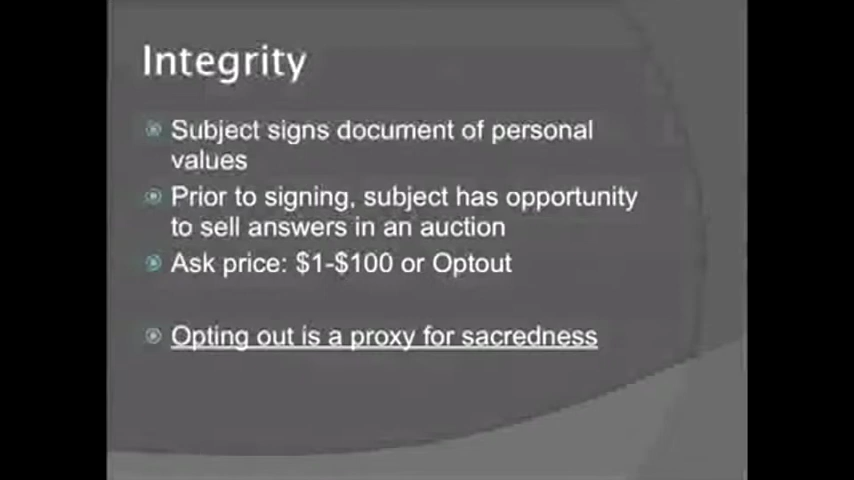 Integrity
Subject signs document of personal
values
Prior to signing, subject has opportunity
to sell answers in an auction
Ask price: $1-$100 or Optout
Opting out is a proxy for sacredness